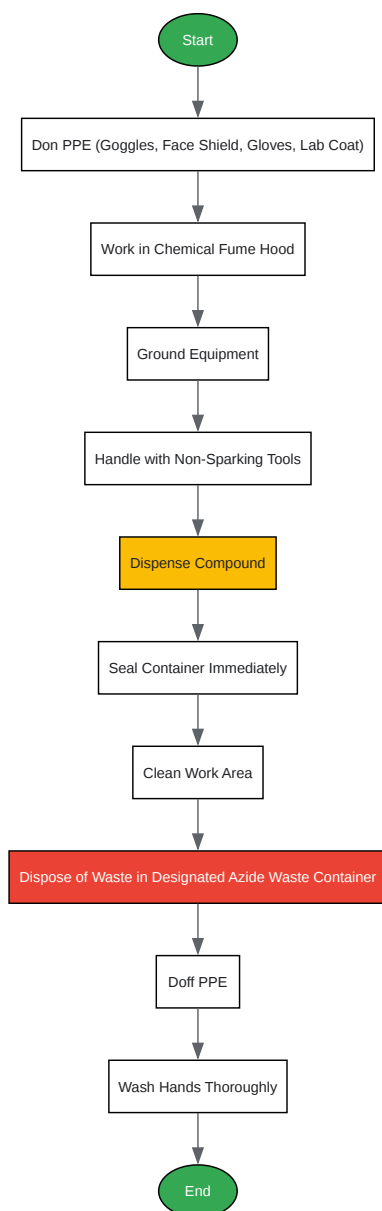 Start
Don PPE (Goggles, Face Shield, Gloves, Lab Coat)
Work in Chemical Fume Hood
Ground Equipment
Handle with Non-Sparking Tools
Dispense Compound
Seal Container Immediately
Clean Work Area
Dispose of Waste in Designated Azide Waste Container
Doff PPE
Wash Hands Thoroughly
End